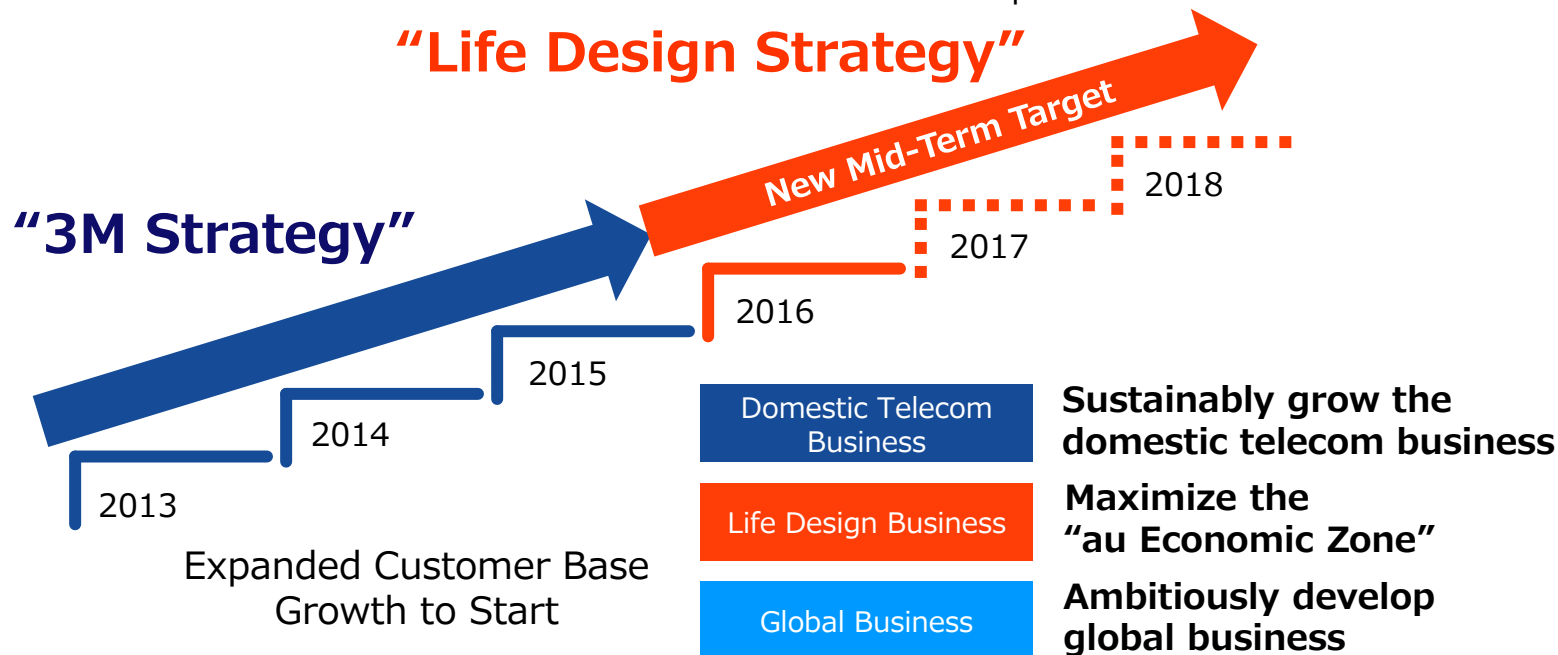 “Life Design Strategy”
New Mid-Term Target
2018
“3M Strategy”
2017
2016
2015
2014
2013
Expanded Customer Base
Growth to Start
Domestic Telecom
Business
Sustainably grow the
domestic telecom business
Life Design Business
Maximize the
“au Economic Zone”
Global Business
Ambitiously develop
global business